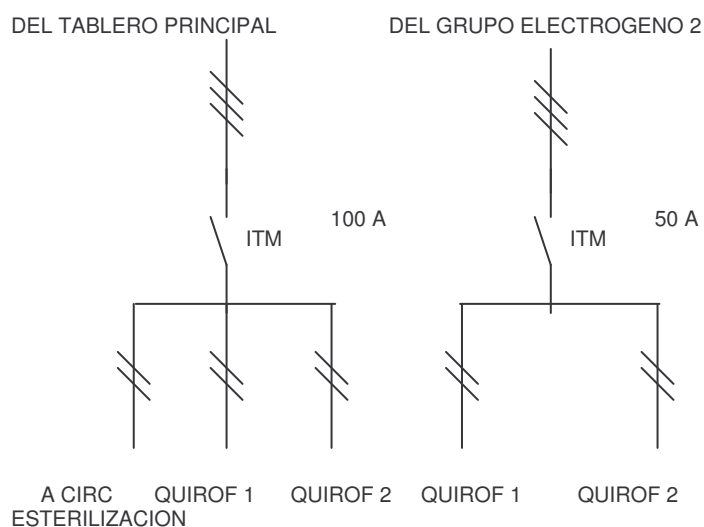 DEL TABLERO PRINCIPAL
DEL GRUPO ELECTROGENO 2
ITM
100 A
ITM
50 A
A CIRC
ESTERILIZACION
QUIROF 1
QUIROF 2
QUIROF 1
QUIROF 2